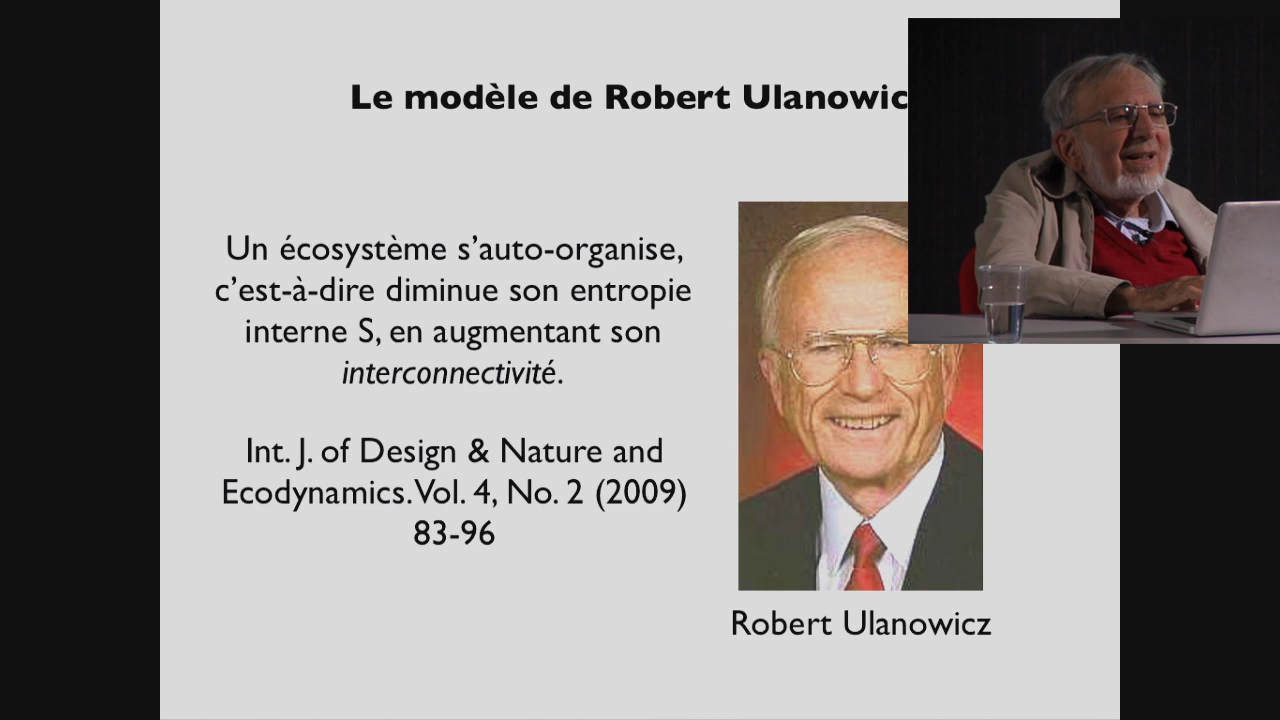 Le modèle de Robert Ulanowic
Un écosystème s’auto-organise,
c’est-à-dire diminue son entropie
interne S, en augmentant son
interconnectivité.
Int. J. of Design & Nature and
Ecodynamics. Vol. 4, No. 2 (2009)
83-96
Robert Ulanowicz